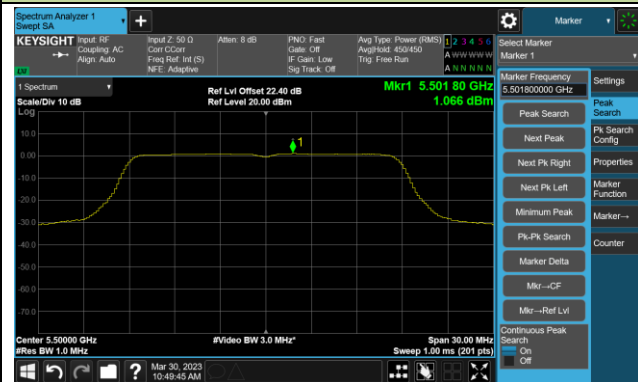 Spectrum Analyzer 1
Swept SA
Marker
KEYSIGHT
Input: RF
Coupling: AC
Align: Auto
Input Z: 50 Ω
Corr CCorr
Freq Ref: Int (S)
NFE: Adaptive
Atten: 8 dB
PNO: Fast
Gate: Off
IF Gain: Low
Sig Track: Off
Avg Type: Power (RMS)
Avg|Hold: 450/450
Trig: Free Run
1 2 3 4 5 6
A W W W W W
A N N N N N
LXI
Select Marker
Marker 1
1 Spectrum
Scale/Div 10 dB
Log
Ref Lvl Offset 22.40 dB
Ref Level 20.00 dBm
Mkr1 5.501 80 GHz
1.066 dBm
10.0
0.00
-10.0
-20.0
-30.0
-40.0
-50.0
-60.0
-70.0
1
Center 5.50000 GHz
#Res BW 1.0 MHz
#Video BW 3.0 MHz*
Span 30.00 MHz
Sweep 1.00 ms (201 pts)
Marker Frequency
5.501800000 GHz
Peak Search
Next Peak
Next Pk Right
Next Pk Left
Minimum Peak
Pk-Pk Search
Marker Delta
Mkr→CF
Mkr→Ref Lvl
Continuous Peak
Search
On
Off
Settings
Peak
Search
Pk Search
Config
Properties
Marker
Function
Marker→
Counter
Mar 30, 2023
10:49:45 AM